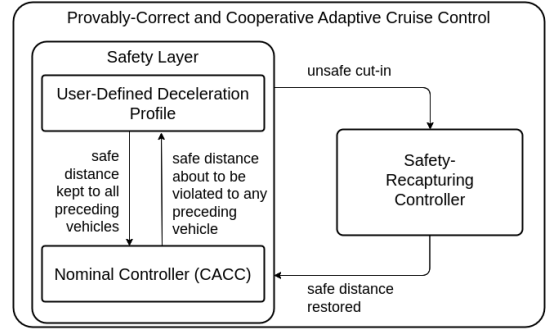 Provably-Correct and Cooperative Adaptive Cruise Control
Safety Layer
User-Defined Deceleration
Profile
safe
distance
kept to all
preceding
vehicles
safe distance
about to be
violated to any
preceding
vehicle
Nominal Controller (CACC)
unsafe cut-in
Safety-
Recapturing
Controller
safe distance
restored